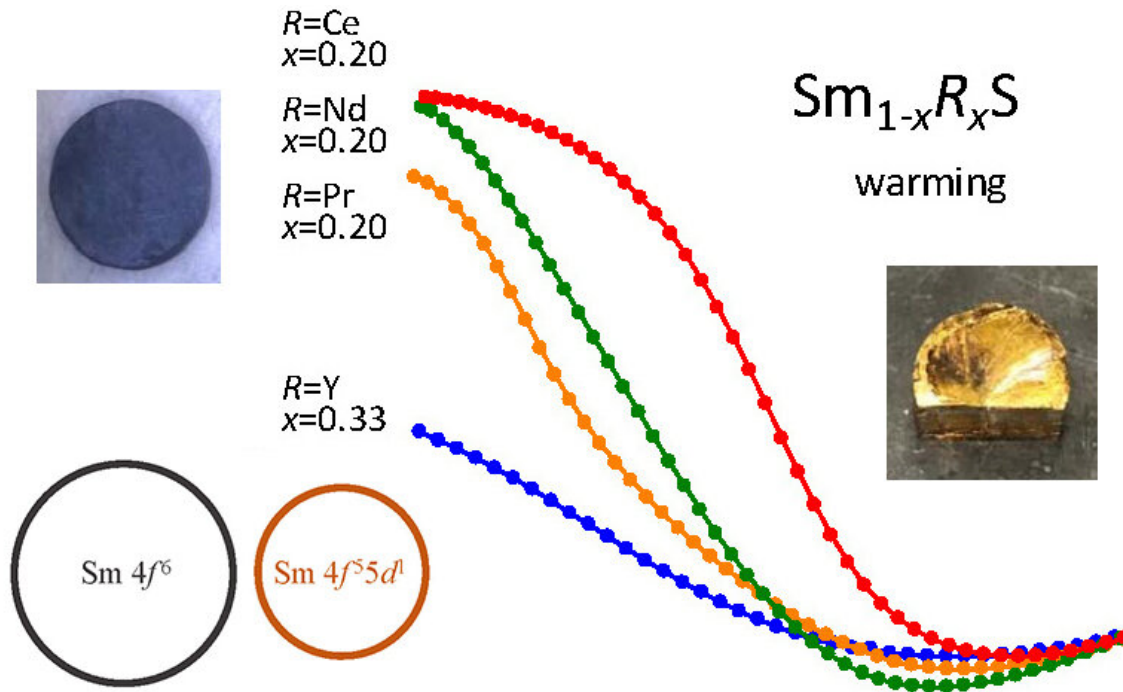 R=Ce
x=0.20
R=Nd
x=0.20
R=Pr
x=0.20
R=Y
x=0.33
Sm₁₋ₓRₓS
warming
Sm 4f⁶
Sm 4f⁵5d¹